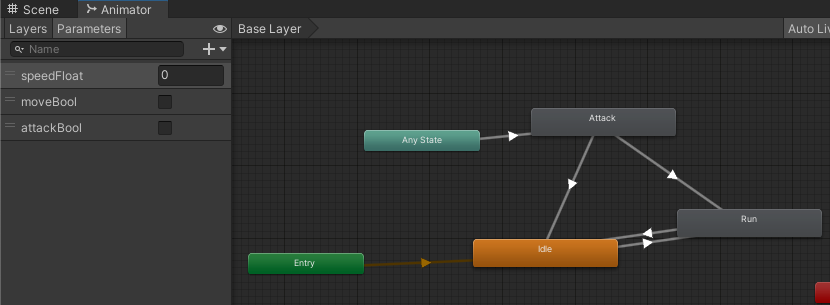 Scene
Animator
Layers
Parameters
Base Layer
Auto Liv
Name
speedFloat
0
moveBool
attackBool
Attack
Any State
Run
Idle
Entry